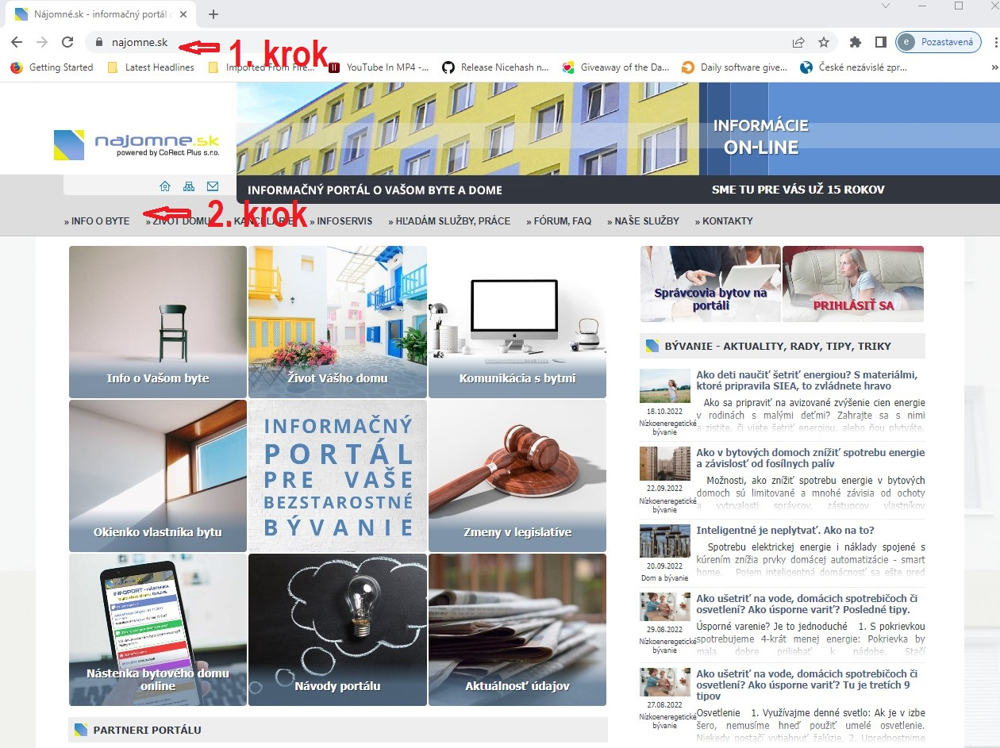 Nájomné.sk - informačný portál
najomne.sk
1. krok
Pozastavená
Getting Started
Latest Headlines
Imported From Fire...
YouTube In MP4 -...
Release Nicehash n...
Giveaway of the Da...
Daily software give...
České nezávislé zpr...
najomne.sk
powered by CoRect Plus s.r.o.
INFORMÁCIE
ON-LINE
INFORMAČNÝ PORTÁL O VAŠOM BYTE A DOME
SME TU PRE VÁS UŽ 15 ROKOV
2. krok
» INFO O BYTE
» ŽIVOT DOMU
KANCELÁRIE
» INFOSERVIS
» HĽADÁM SLUŽBY, PRÁCE
» FÓRUM, FAQ
» NAŠE SLUŽBY
» KONTAKTY
Info o Vašom byte
Život Vášho domu
Komunikácia s bytmi
Okienko vlastníka bytu
INFORMAČNÝ
PORTÁL
PRE VAŠE
BEZSTAROSTNÉ
BÝVANIE
Zmeny v legislatíve
INFOPORT - NÁSTENKA
Nástenka bytového domu
online
Návody portálu
Aktuálnosť údajov
PARTNERI PORTÁLU
Správcovia bytov na
portáli
PRIHLÁSIŤ SA
BÝVANIE - AKTUALITY, RADY, TIPY, TRIKY
Ako deti naučiť šetriť energiou? S materiálmi,
ktoré pripravila SIEA, to zvládnete hravo
18.10.2022
Nízkoeneregetické
bývanie
Ako sa pripraviť na avizované zvýšenie cien energie
v rodinách s malými deťmi? Zahrajte sa s nimi
a zistite, či viete šetriť energiou, alebo ňou plytváte.
Ako v bytových domoch znížiť spotrebu energie
a závislosť od fosílnych palív
22.09.2022
Nízkoeneregetické
bývanie
Možnosti, ako znížiť spotrebu energie v bytových
domoch sú limitované a mnohé závisia od ochoty
a vytrvalosti správcov, zástupcov vlastníkov
Inteligentné je neplytvať. Ako na to?
20.09.2022
Dom a bývanie
Spotrebu elektrickej energie i náklady spojené s
kúrením znížia prvky domácej automatizácie - smart
home. Pojem inteligentná domácnosť sa ešte pred
Ako ušetriť na vode, domácich spotrebičoch či
osvetlení? Ako úsporne variť? Posledné tipy.
29.08.2022
Nízkoeneregetické
bývanie
Úsporné varenie? Je to jednoduché 1. S pokrievkou
spotrebujeme 4-krát menej energie: Pokrievka by
mala dobre priliehať k nádobe. Stačí
Ako ušetriť na vode, domácich spotrebičoch či
osvetlení? Ako úsporne variť? Tu je tretích 9
tipov
27.08.2022
Nízkoeneregetické
bývanie
Osvetlenie 1. Využívajme denné svetlo: Ak je v izbe
šero, nemusíme hneď použiť umelé osvetlenie.
Niekedy postačí vytiahnuť žalúzie. 2. Uprednostnime